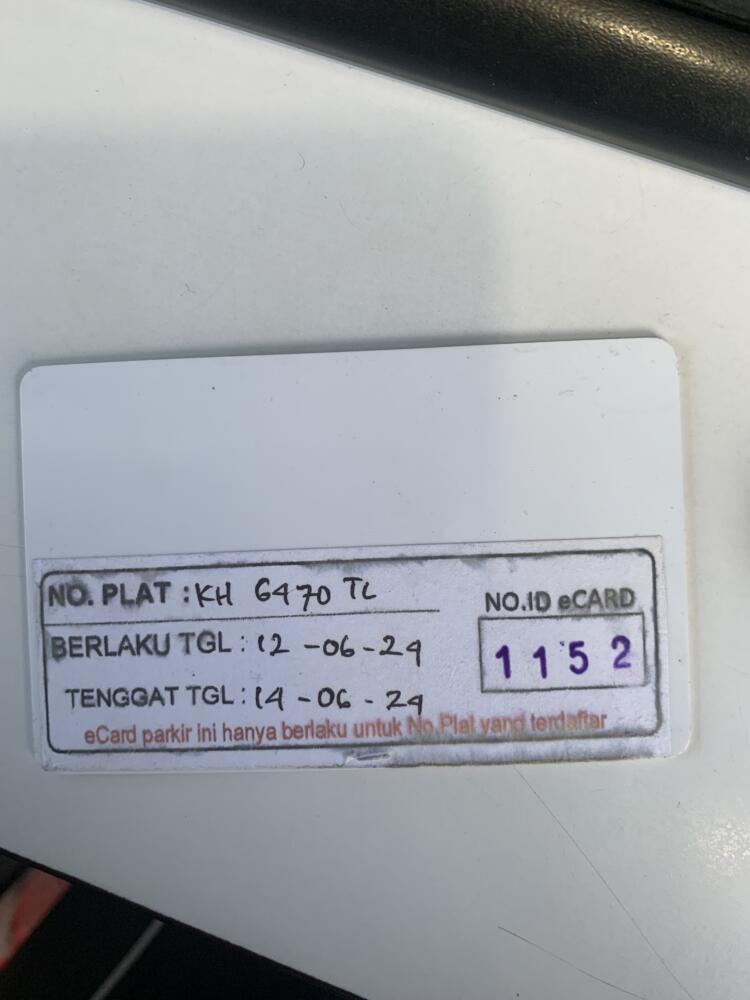 NO. PLAT : KH 6470 TL
BERLAKU TGL : 12 -06-24
TENGGAT TGL : 14 -06 - 24
NO.ID eCARD
1152
eCard parkir ini hanya berlaku untuk No.Plat yang terdaftar